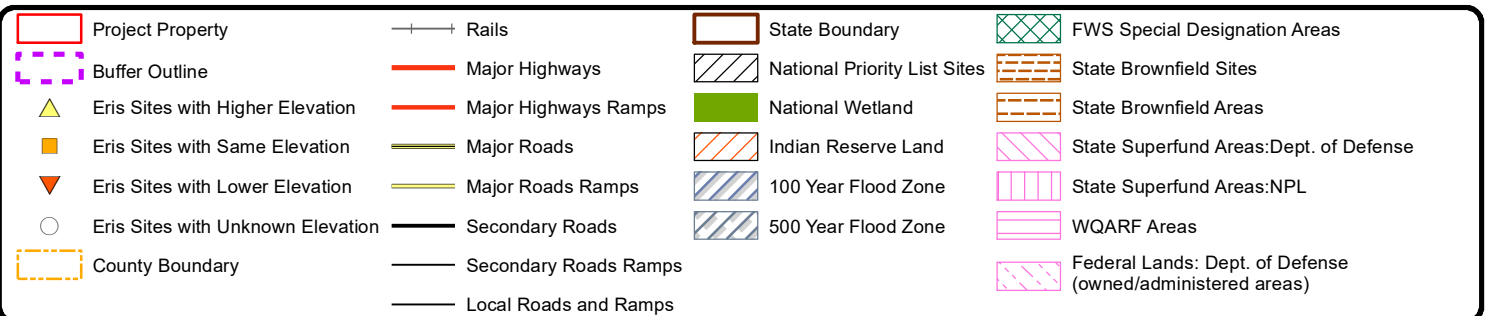 Project Property
Buffer Outline
Eris Sites with Higher Elevation
Eris Sites with Same Elevation
Eris Sites with Lower Elevation
Eris Sites with Unknown Elevation
County Boundary
Rails
Major Highways
Major Highways Ramps
Major Roads
Major Roads Ramps
Secondary Roads
Secondary Roads Ramps
Local Roads and Ramps
State Boundary
National Priority List Sites
National Wetland
Indian Reserve Land
100 Year Flood Zone
500 Year Flood Zone
FWS Special Designation Areas
State Brownfield Sites
State Brownfield Areas
State Superfund Areas:Dept. of Defense
State Superfund Areas:NPL
WQARF Areas
Federal Lands: Dept. of Defense
(owned/administered areas)